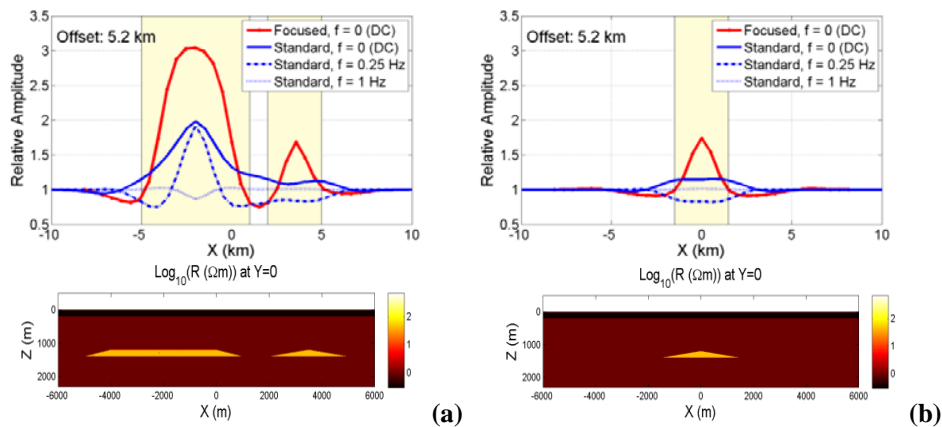 Offset: 5.2 km
Focused, f = 0 (DC)
Standard, f = 0 (DC)
Standard, f = 0.25 Hz
Standard, f = 1 Hz
Relative Amplitude
3.5
3
2.5
2
1.5
1
0.5
-10 -5 0 5 10
X (km)
Log10(R (Ωm)) at Y=0
Z (m)
0
1000
2000
-6000 -4000 -2000 0 2000 4000 6000
X (m)
2
1
0
(a)
Offset: 5.2 km
Focused, f = 0 (DC)
Standard, f = 0 (DC)
Standard, f = 0.25 Hz
Standard, f = 1 Hz
Relative Amplitude
3.5
3
2.5
2
1.5
1
0.5
-10 -5 0 5 10
X (km)
Log10(R (Ωm)) at Y=0
Z (m)
0
1000
2000
-6000 -4000 -2000 0 2000 4000 6000
X (m)
2
1
0
(b)